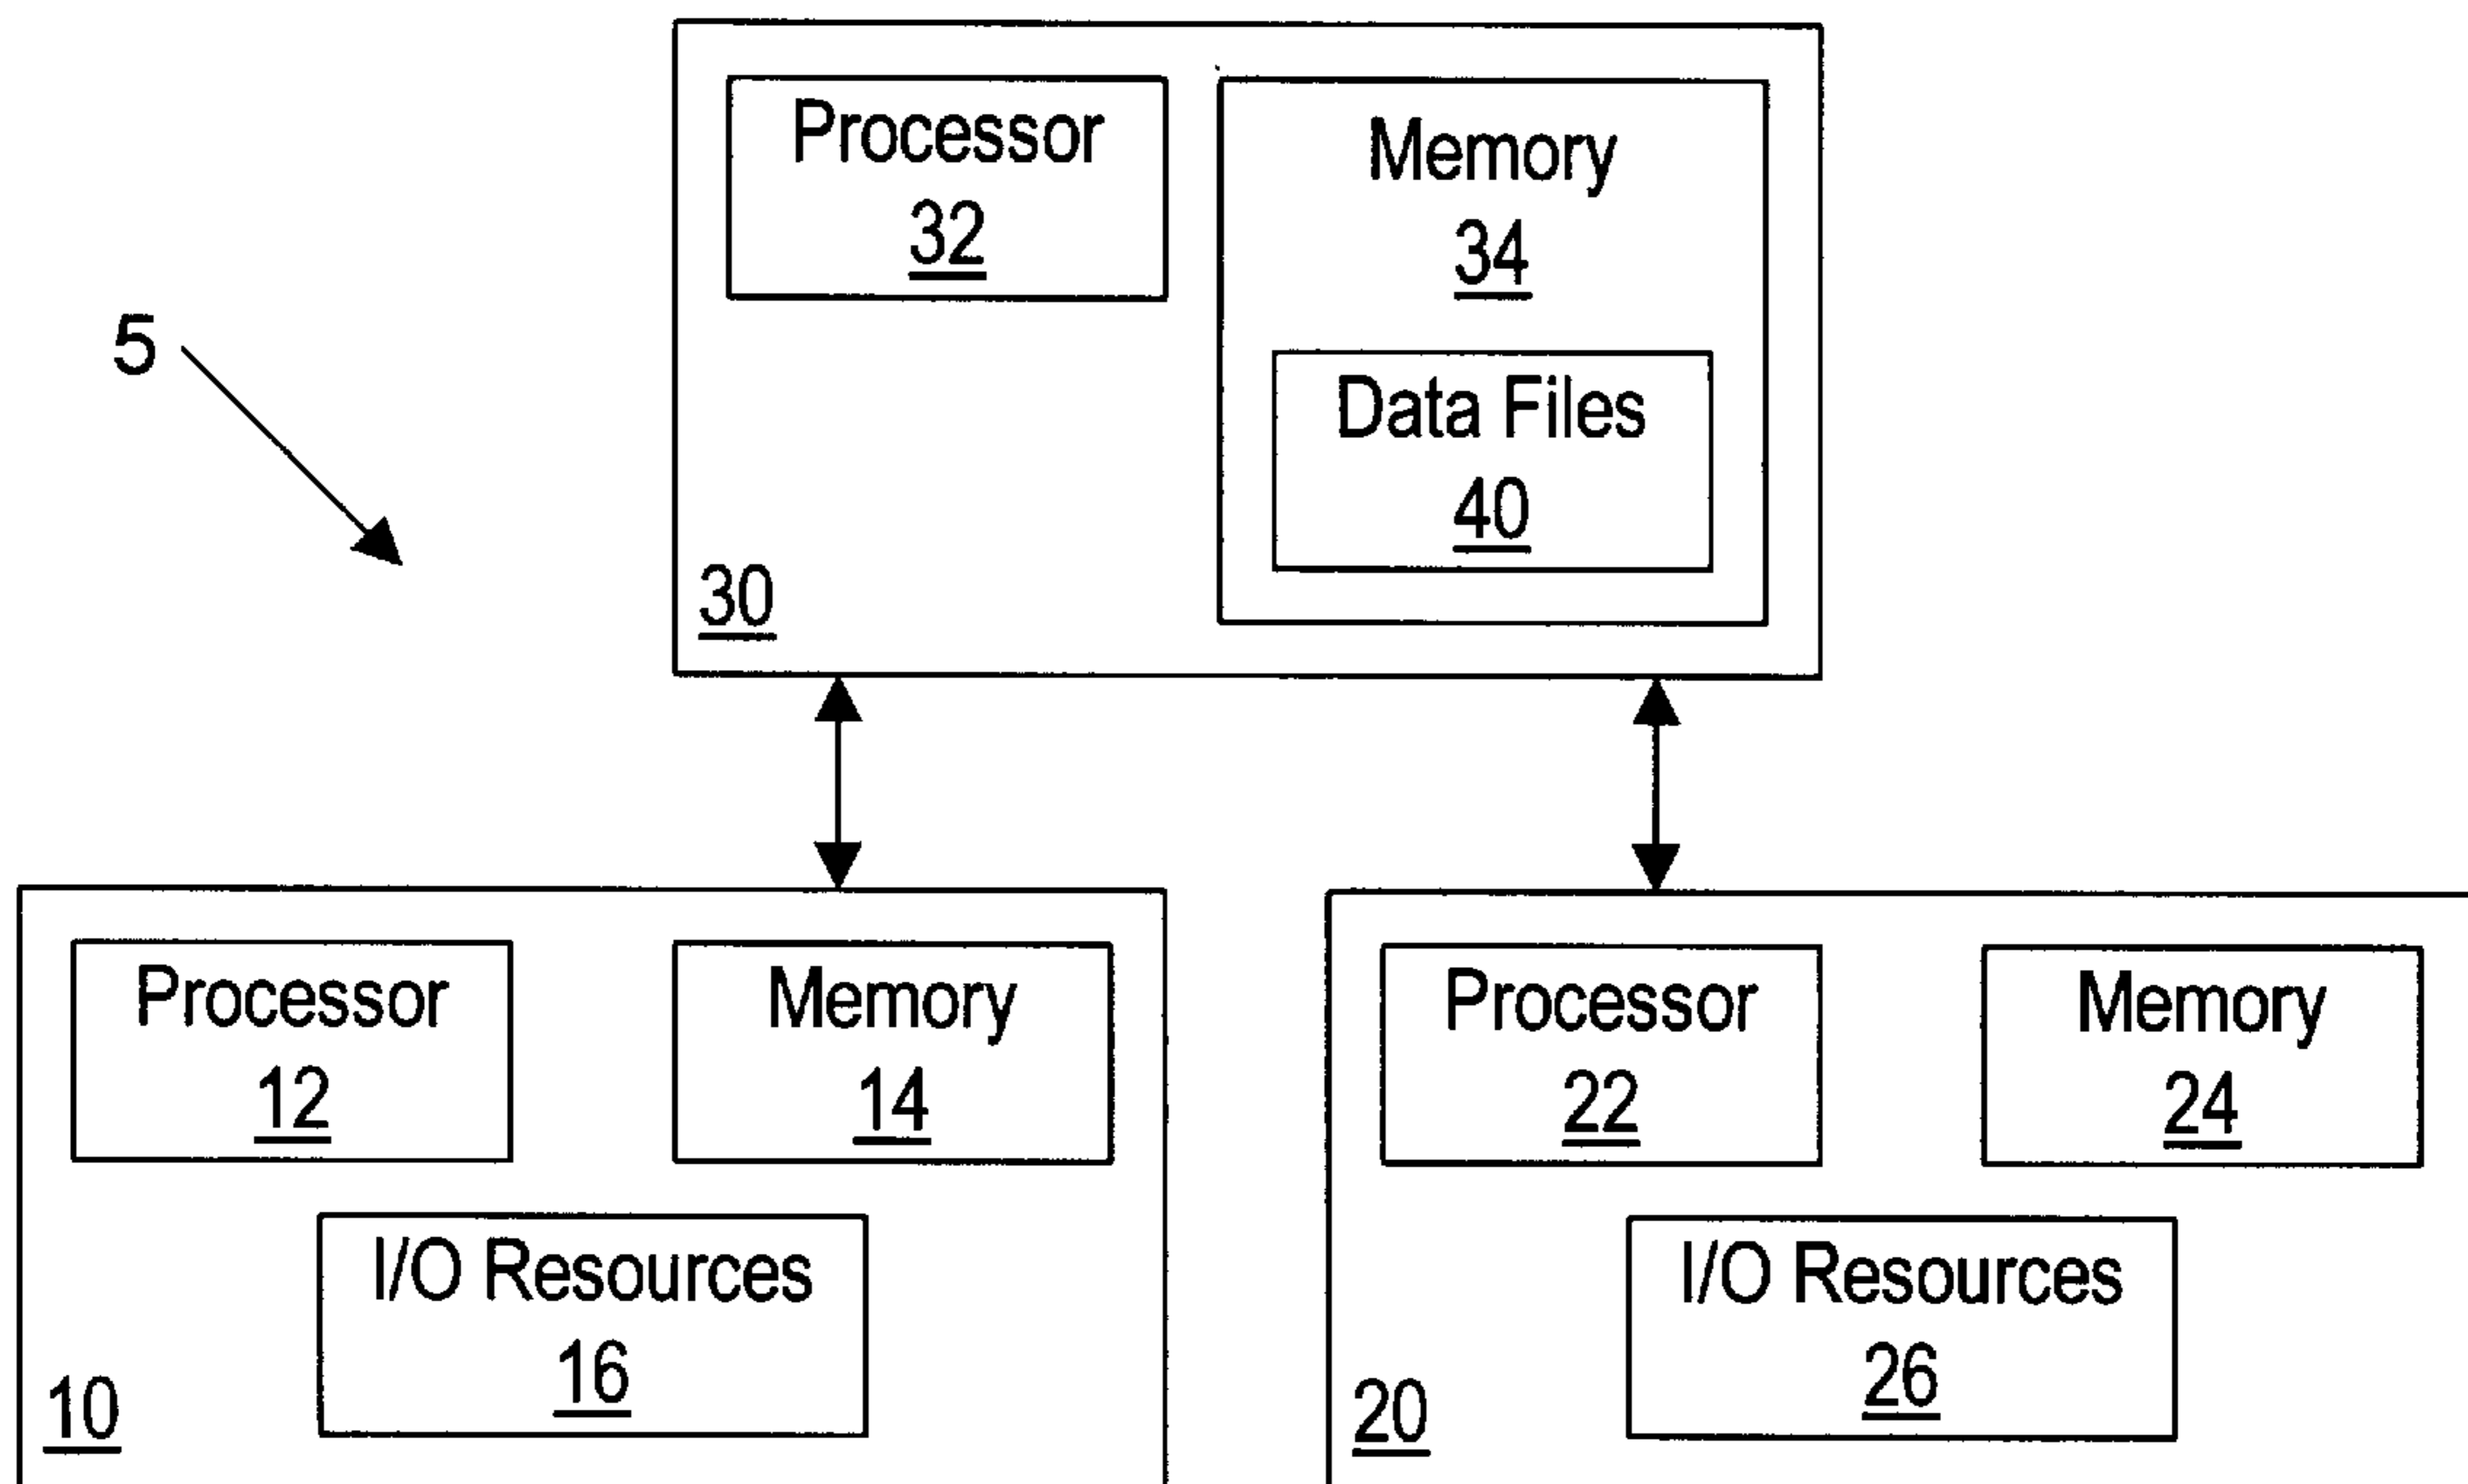 Processor
32
Memory
34
Data Files
40
30
5
Processor
12
Memory
14
I/O Resources
16
10
Processor
22
Memory
24
I/O Resources
26
20